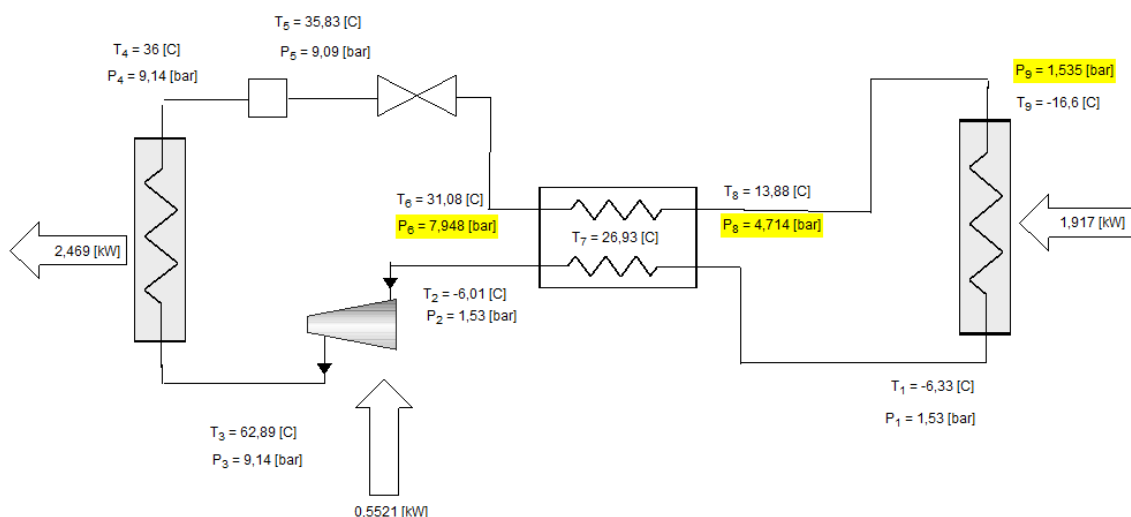 T5 = 35,83 [C]
P5 = 9,09 [bar]
T4 = 36 [C]
P4 = 9,14 [bar]
P9 = 1,535 [bar]
T9 = -16,6 [C]
T6 = 31,08 [C]
P6 = 7,948 [bar]
T8 = 13,88 [C]
P8 = 4,714 [bar]
T7 = 26,93 [C]
2,469 [kW]
1,917 [kW]
T2 = -6,01 [C]
P2 = 1,53 [bar]
T1 = -6,33 [C]
P1 = 1,53 [bar]
T3 = 62,89 [C]
P3 = 9,14 [bar]
0,5521 [kW]